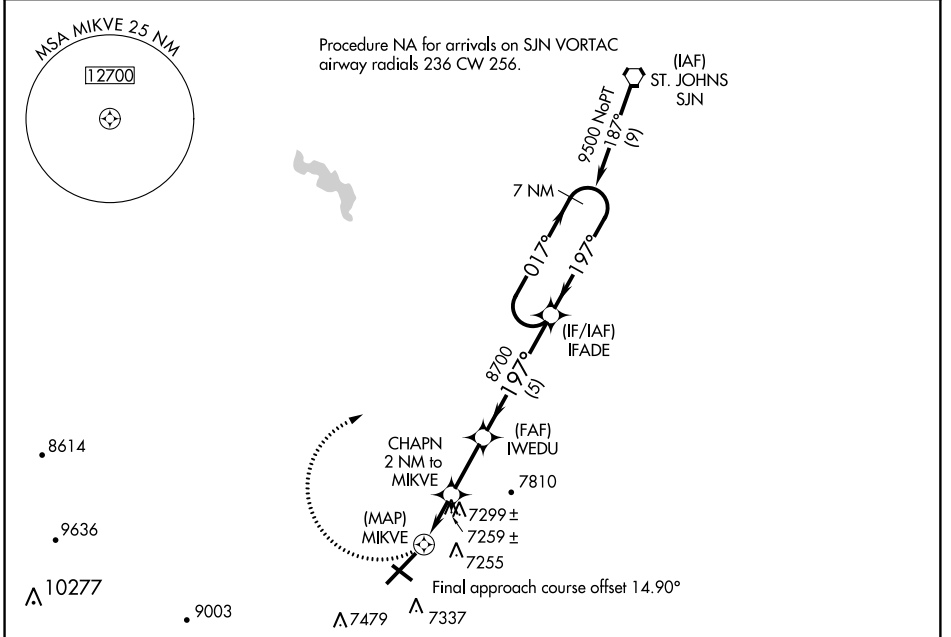 MSA MIKVE 25 NM
12700
Procedure NA for arrivals on SJN VORTAC
airway radials 236 CW 256.
(IAF)
ST. JOHNS
SJN
9500 NoPT
187°
(9)
7 NM
017°
197°
(IF/IAF)
IFADE
8700
197°
(5)
(FAF)
IWEDU
CHAPN
2 NM to
MIKVE
8614
7810
7299 ±
7259 ±
(MAP)
MIKVE
9636
7255
Final approach course offset 14.90°
10277
9003
7479
7337